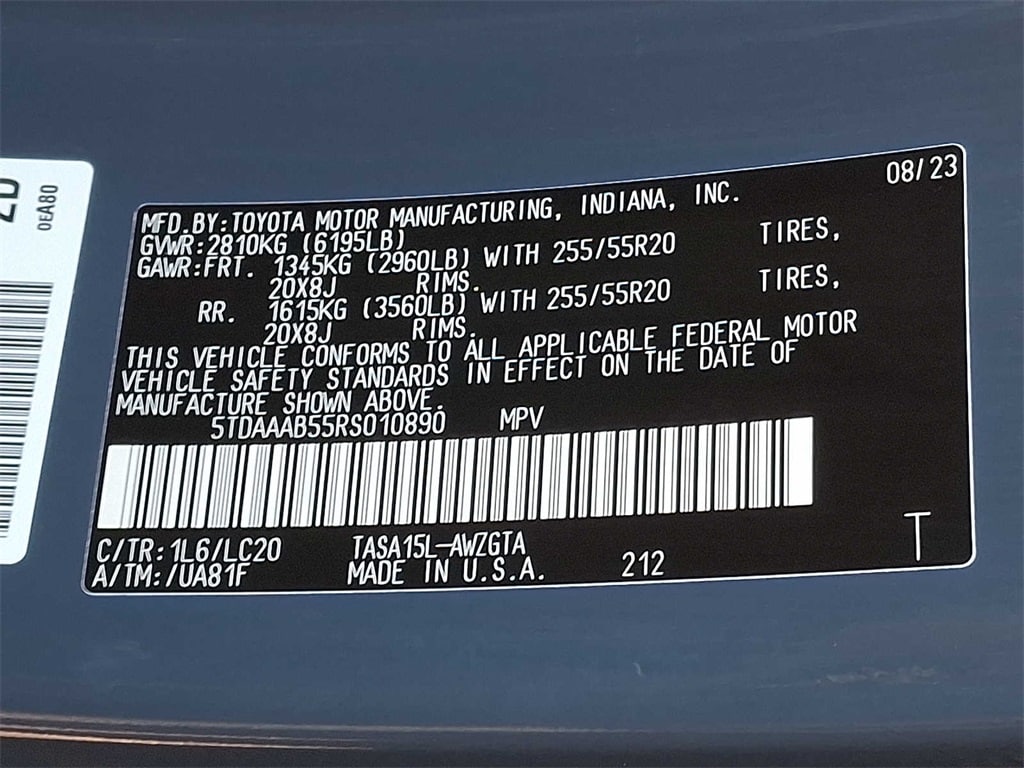 2D
0EA80
08/23
MFD.BY:TOYOTA MOTOR MANUFACTURING, INDIANA, INC.
GVWR:2810KG (6195LB)
GAWR:FRT. 1345KG (2960LB) WITH 255/55R20 TIRES,
20X8J RIMS.
RR. 1615KG (3560LB) WITH 255/55R20 TIRES,
20X8J RIMS.
THIS VEHICLE CONFORMS TO ALL APPLICABLE FEDERAL MOTOR
VEHICLE SAFETY STANDARDS IN EFFECT ON THE DATE OF
MANUFACTURE SHOWN ABOVE.
5TDAAAB55RS010890 MPV
C/TR:1L6/LC20 TASA15L-AWZGTA
A/TM:/UA81F MADE IN U.S.A. 212
T